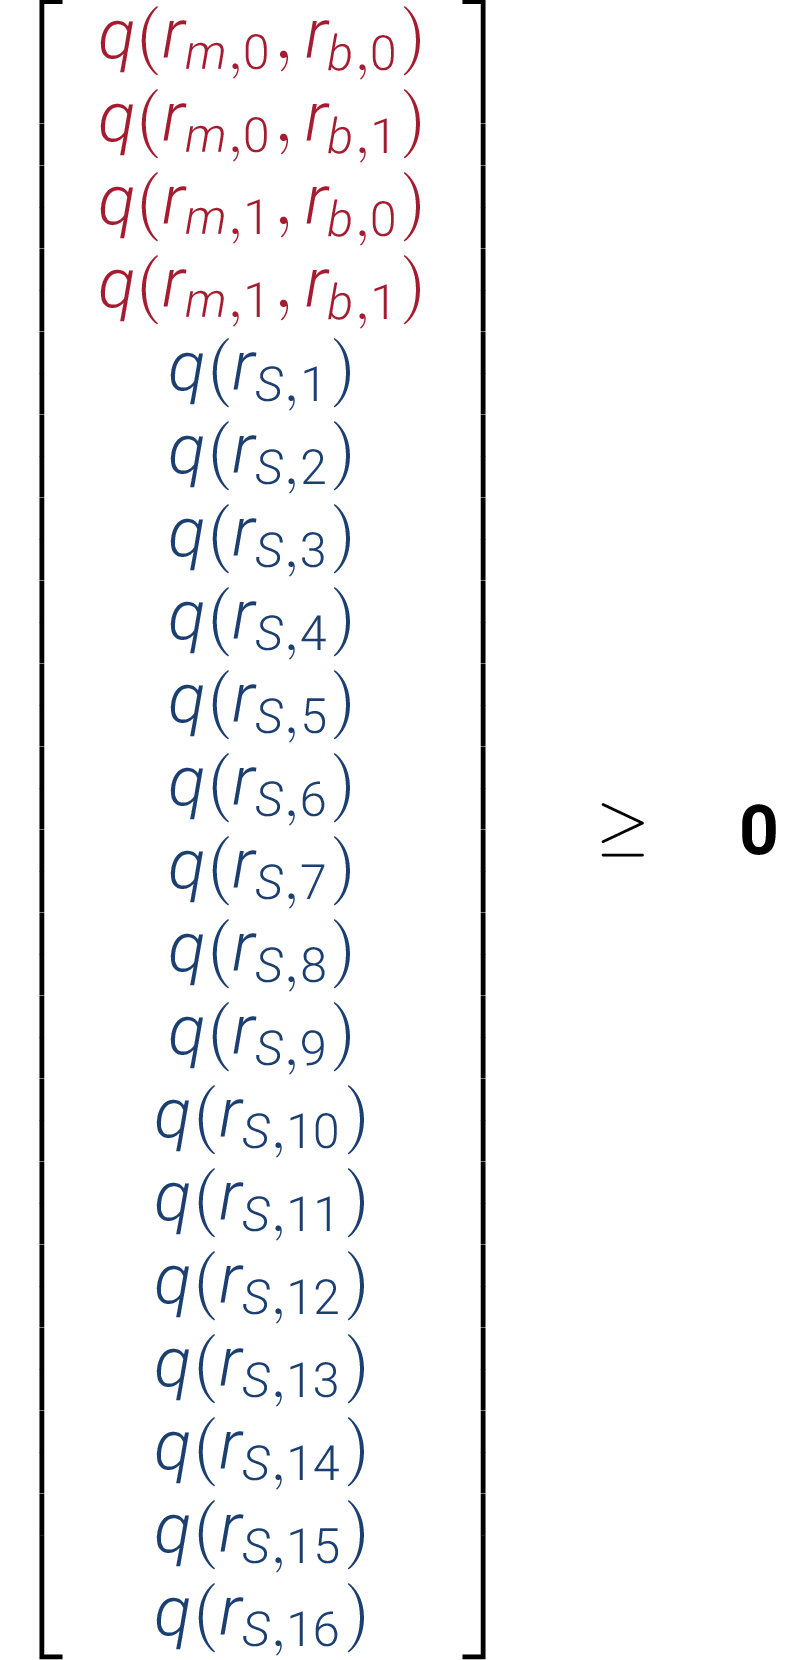 q(r_{m,0}, r_{b,0})
q(r_{m,0}, r_{b,1})
q(r_{m,1}, r_{b,0})
q(r_{m,1}, r_{b,1})
q(r_{S,1})
q(r_{S,2})
q(r_{S,3})
q(r_{S,4})
q(r_{S,5})
q(r_{S,6})
q(r_{S,7})
≥ 0
q(r_{S,8})
q(r_{S,9})
q(r_{S,10})
q(r_{S,11})
q(r_{S,12})
q(r_{S,13})
q(r_{S,14})
q(r_{S,15})
q(r_{S,16})